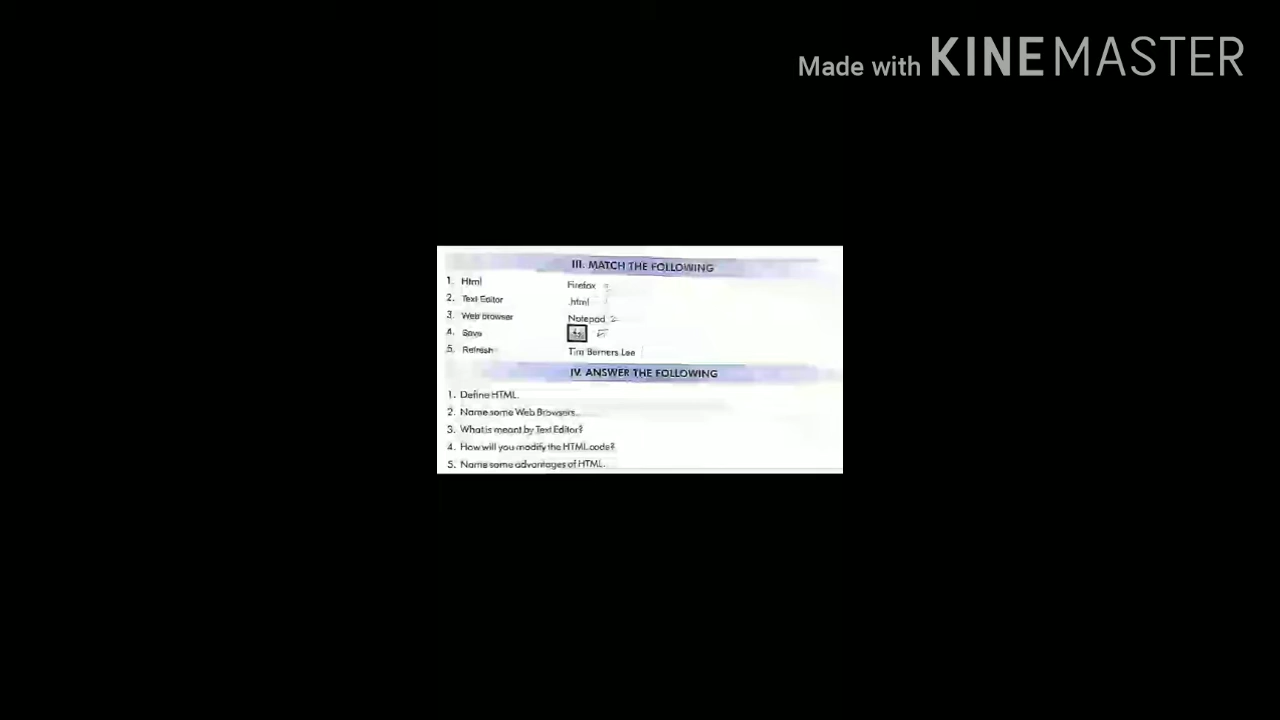 Made with KINEMASTER
III. MATCH THE FOLLOWING
1. Html Firefox
2. Text Editor .html
3. Web browser Notepad 2
4. Save 5
5. Refresh Tim Berners Lee
IV. ANSWER THE FOLLOWING
1. Define HTML.
2. Name some Web Browsers.
3. What is meant by Text Editor?
4. How will you modify the HTML code?
5. Name some advantages of HTML.